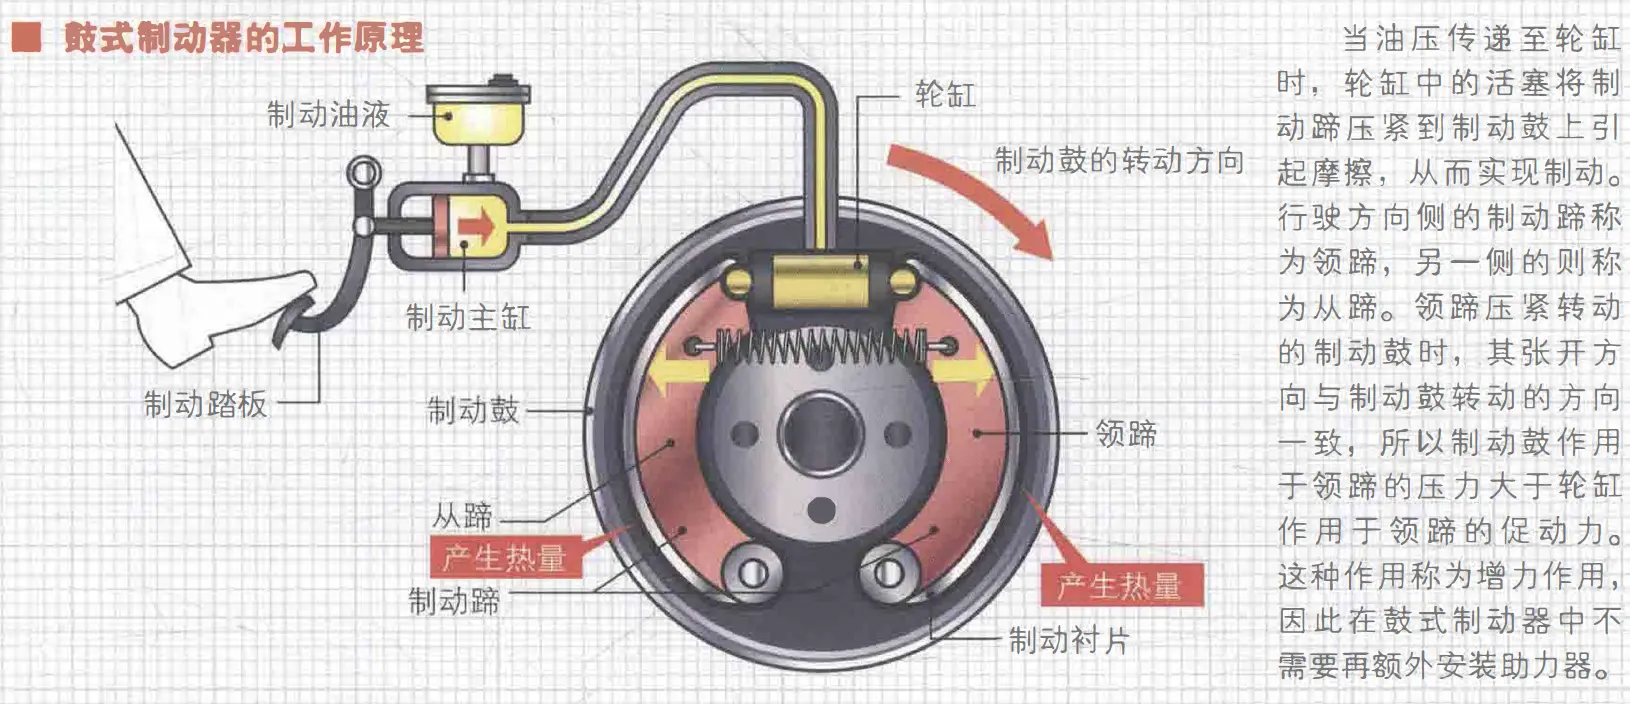 鼓式制动器的工作原理
制动油液
轮缸
制动鼓的转动方向
制动主缸
制动踏板
制动鼓
领蹄
从蹄
产生热量
制动蹄
产生热量
制动衬片
当油压传递至轮缸
时，轮缸中的活塞将制
动蹄压紧到制动鼓上引
起摩擦，从而实现制动。
行驶方向侧的制动蹄称
为领蹄，另一侧的则称
为从蹄。领蹄压紧转动
的制动鼓时，其张开方
向与制动鼓转动的方向
一致，所以制动鼓作用
于领蹄的压力大于轮缸
作用于领蹄的促动力。
这种作用称为增力作用，
因此在鼓式制动器中不
需要再额外安装助力器。